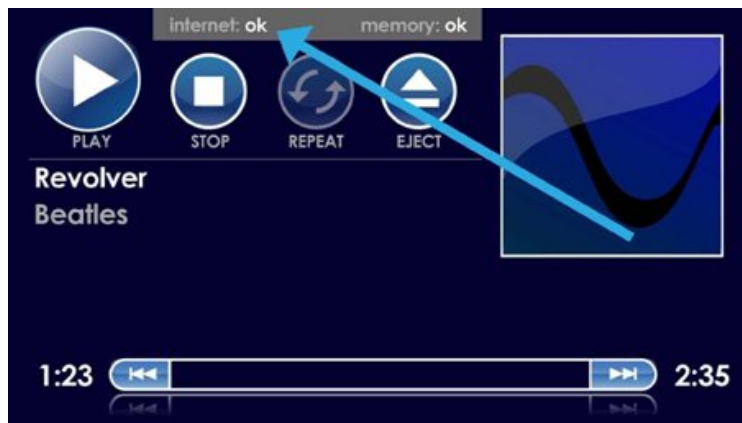 internet: ok memory: ok
PLAY STOP REPEAT EJECT
Revolver
Beatles
1:23 2:35